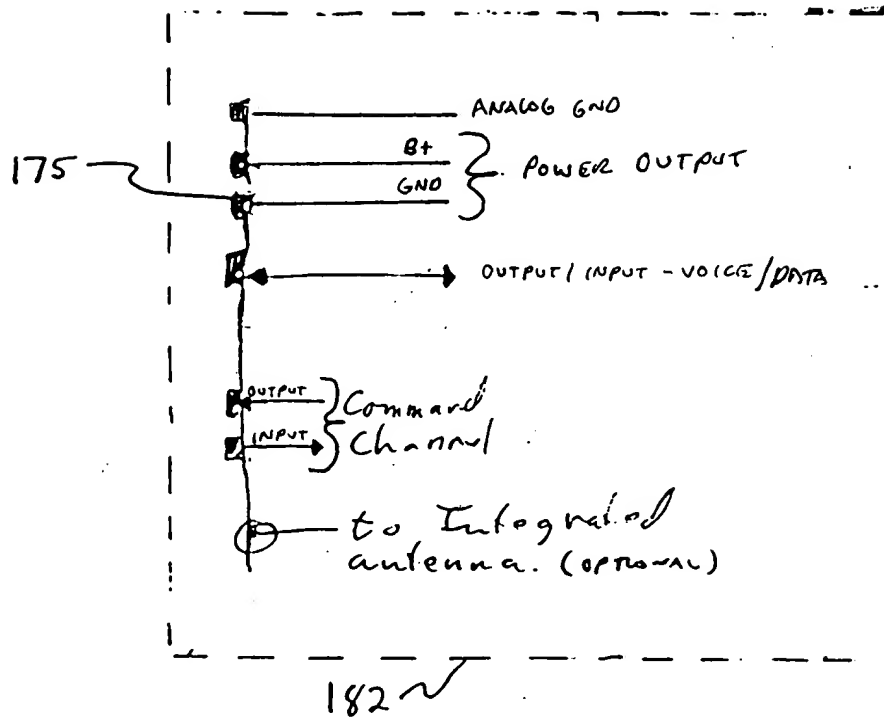 ANALOG GND
B+
GND
POWER OUTPUT
175
OUTPUT/INPUT - VOICE/DATA
OUTPUT
INPUT
Command
Channel
to Integrated
antenna. (OPTIONAL)
182